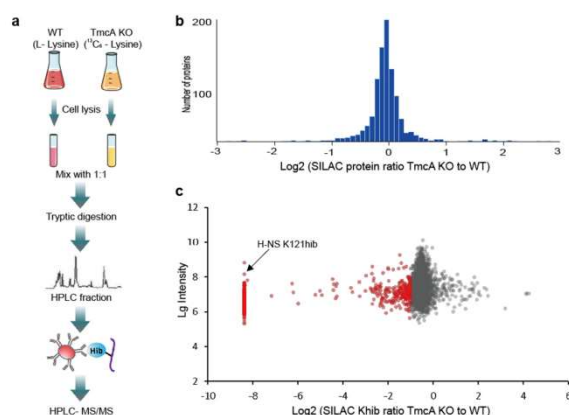 a
WT TmcA KO
(L- Lysine) (¹³C₆ - Lysine)
Cell lysis
Mix with 1:1
Tryptic digestion
HPLC fraction
Hib
HPLC- MS/MS
b
Number of proteins
200
100
-3 -2 -1 0 1 2 3
Log2 (SILAC protein ratio TmcA KO to WT)
c
Lg Intensity
12
10
8
6
4
2
H-NS K121hib
-10 -8 -6 -4 -2 0 2 4 6
Log2 (SILAC Khib ratio TmcA KO to WT)